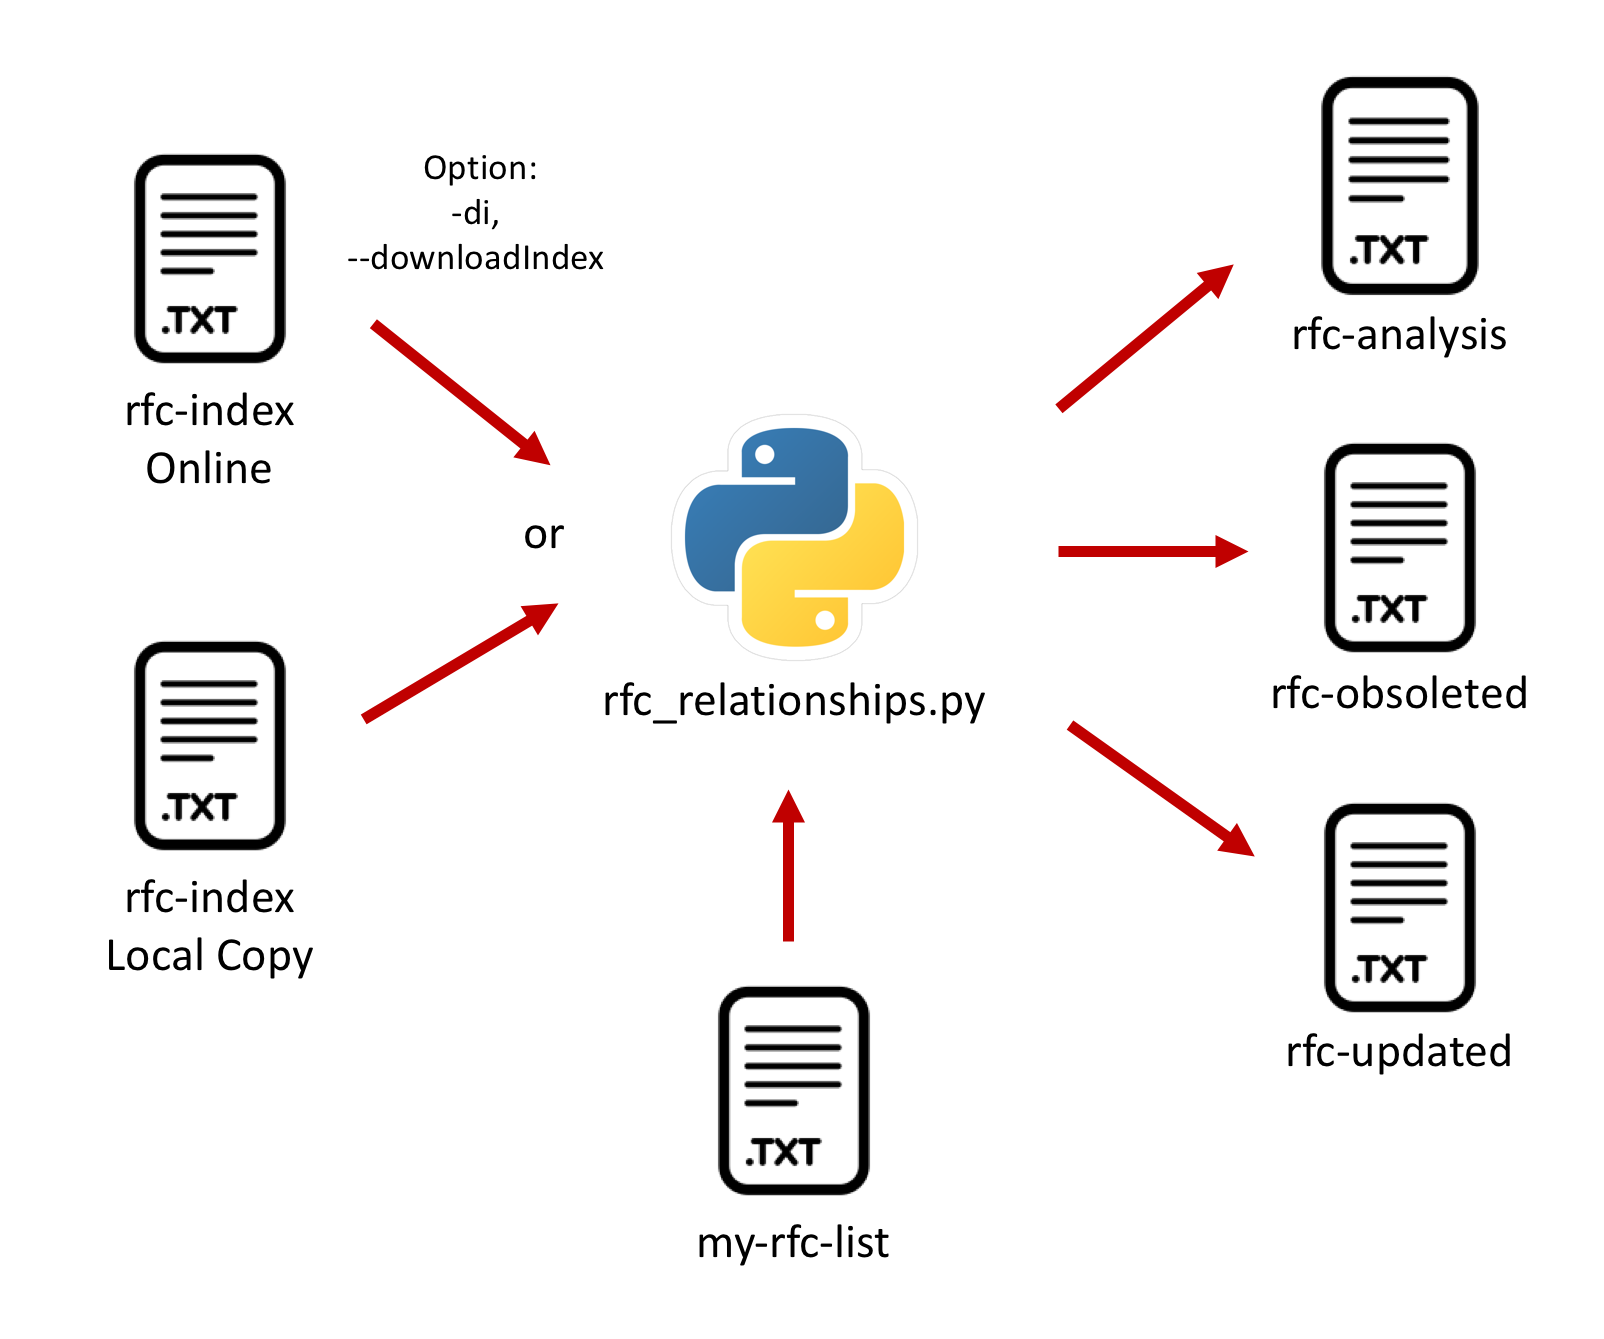 Option:
-di,
--downloadIndex
.TXT
rfc-index
Online
or
.TXT
rfc-index
Local Copy
rfc_relationships.py
.TXT
my-rfc-list
.TXT
rfc-analysis
.TXT
rfc-obsoleted
.TXT
rfc-updated